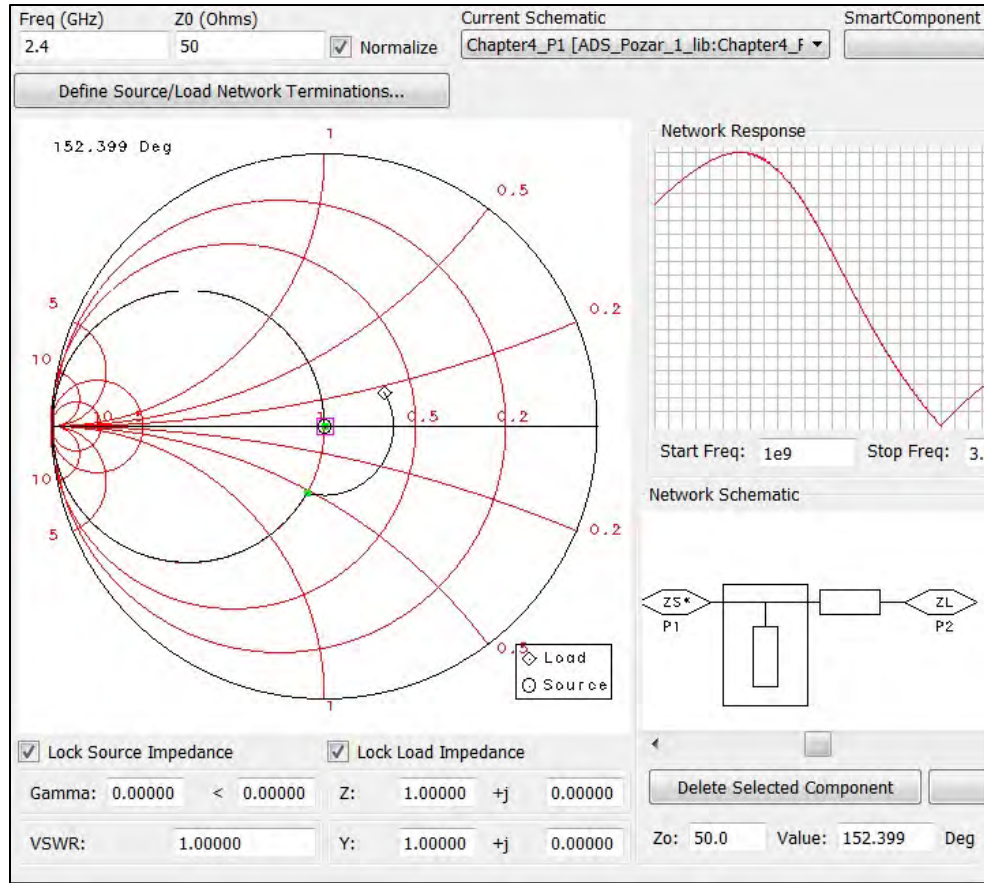 Freq (GHz) Z0 (Ohms) Current Schematic SmartComponent
2.4 50 Normalize Chapter4_P1 [ADS_Pozar_1_lib:Chapter4_F
Define Source/Load Network Terminations...
152.399 Deg
1
0.5
0.2
5
10
0 1 0.5 0.2
10
5
0.2
0.5
1
Load
Source
Network Response
Start Freq: 1e9 Stop Freq: 3.
Network Schematic
ZS* ZL
P1 P2
Lock Source Impedance Lock Load Impedance
Gamma: 0.00000 < 0.00000 Z: 1.00000 +j 0.00000
VSWR: 1.00000 Y: 1.00000 +j 0.00000
Delete Selected Component
Zo: 50.0 Value: 152.399 Deg